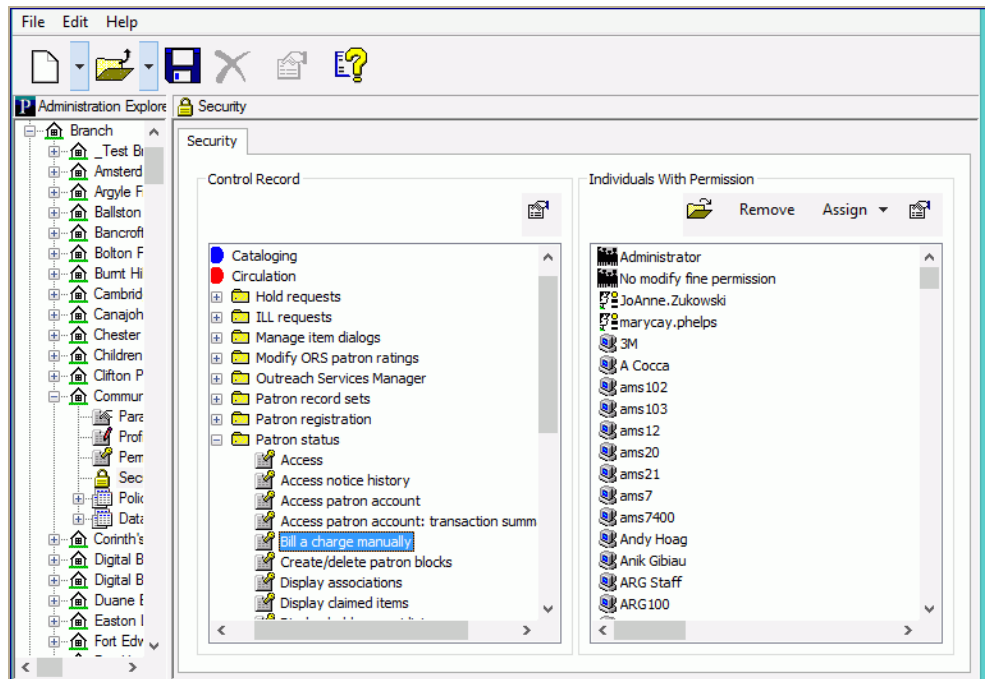 File Edit Help
P Administration Explore
Security
Branch
_Test Br
Amsterd
Argyle F
Ballston
Bancroft
Bolton F
Burnt Hi
Cambrid
Canajoh
Chester
Children
Clifton P
Commur
Para
Profi
Perm
Secu
Polic
Data
Corinth's
Digital B
Digital B
Duane B
Easton L
Fort Edw
Security
Control Record
Cataloging
Circulation
Hold requests
ILL requests
Manage item dialogs
Modify ORS patron ratings
Outreach Services Manager
Patron record sets
Patron registration
Patron status
Access
Access notice history
Access patron account
Access patron account: transaction summ
Bill a charge manually
Create/delete patron blocks
Display associations
Display claimed items
Individuals With Permission
Remove Assign
Administrator
No modify fine permission
JoAnne.Zukowski
marycay.phelps
3M
A Cocca
ams102
ams103
ams12
ams20
ams21
ams7
ams7400
Andy Hoag
Anik Gibiau
ARG Staff
ARG100